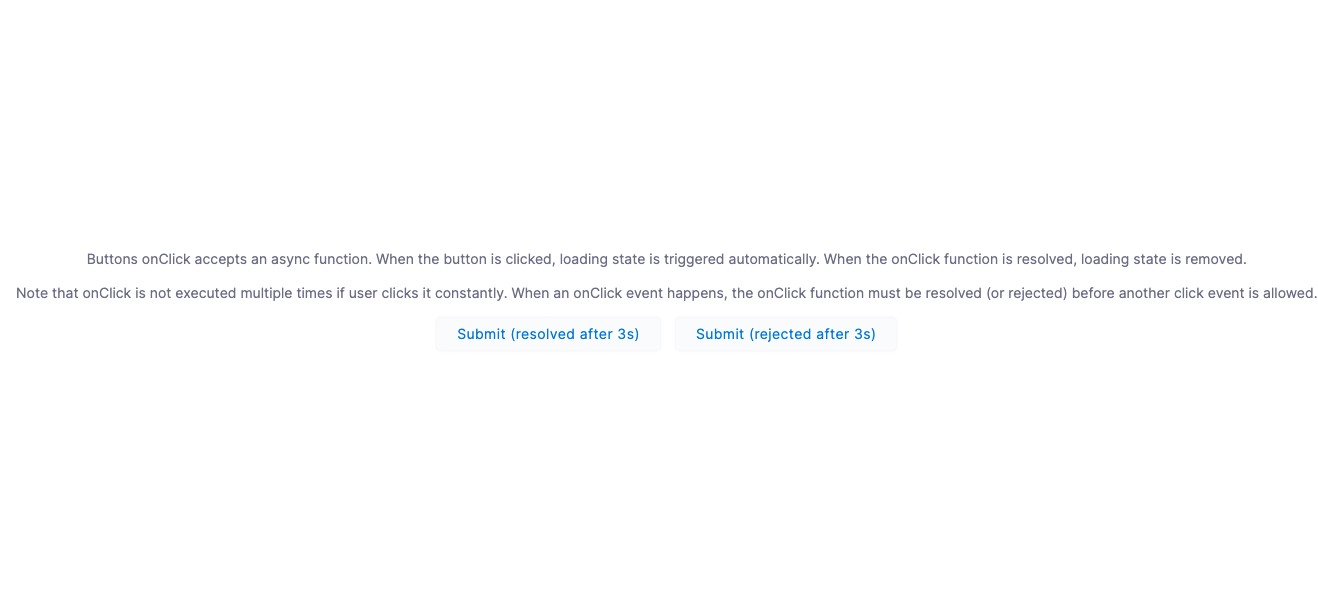 Buttons onClick accepts an async function. When the button is clicked, loading state is triggered automatically. When the onClick function is resolved, loading state is removed.
Note that onClick is not executed multiple times if user clicks it constantly. When an onClick event happens, the onClick function must be resolved (or rejected) before another click event is allowed.
Submit (resolved after 3s) Submit (rejected after 3s)